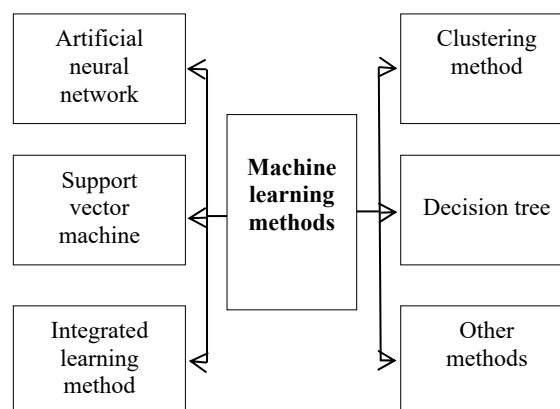 Artificial
neural
network
Support
vector
machine
Integrated
learning
method
Machine
learning
methods
Clustering
method
Decision tree
Other
methods